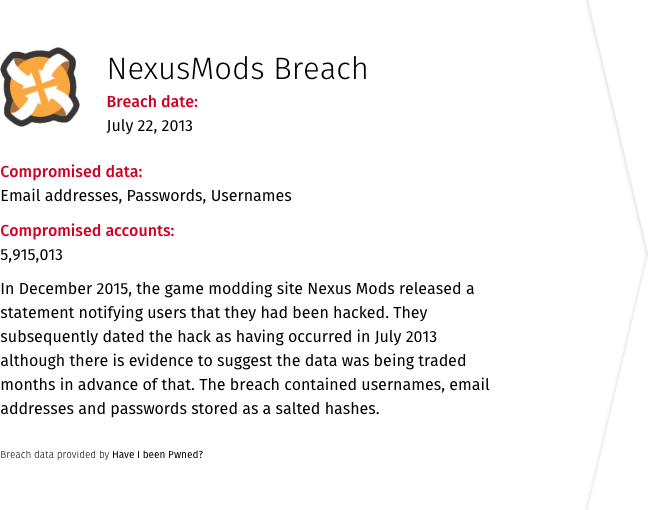 NexusMods Breach
Breach date:
July 22, 2013
Compromised data:
Email addresses, Passwords, Usernames
Compromised accounts:
5,915,013
In December 2015, the game modding site Nexus Mods released a
statement notifying users that they had been hacked. They
subsequently dated the hack as having occurred in July 2013
although there is evidence to suggest the data was being traded
months in advance of that. The breach contained usernames, email
addresses and passwords stored as a salted hashes.
Breach data provided by Have I been Pwned?